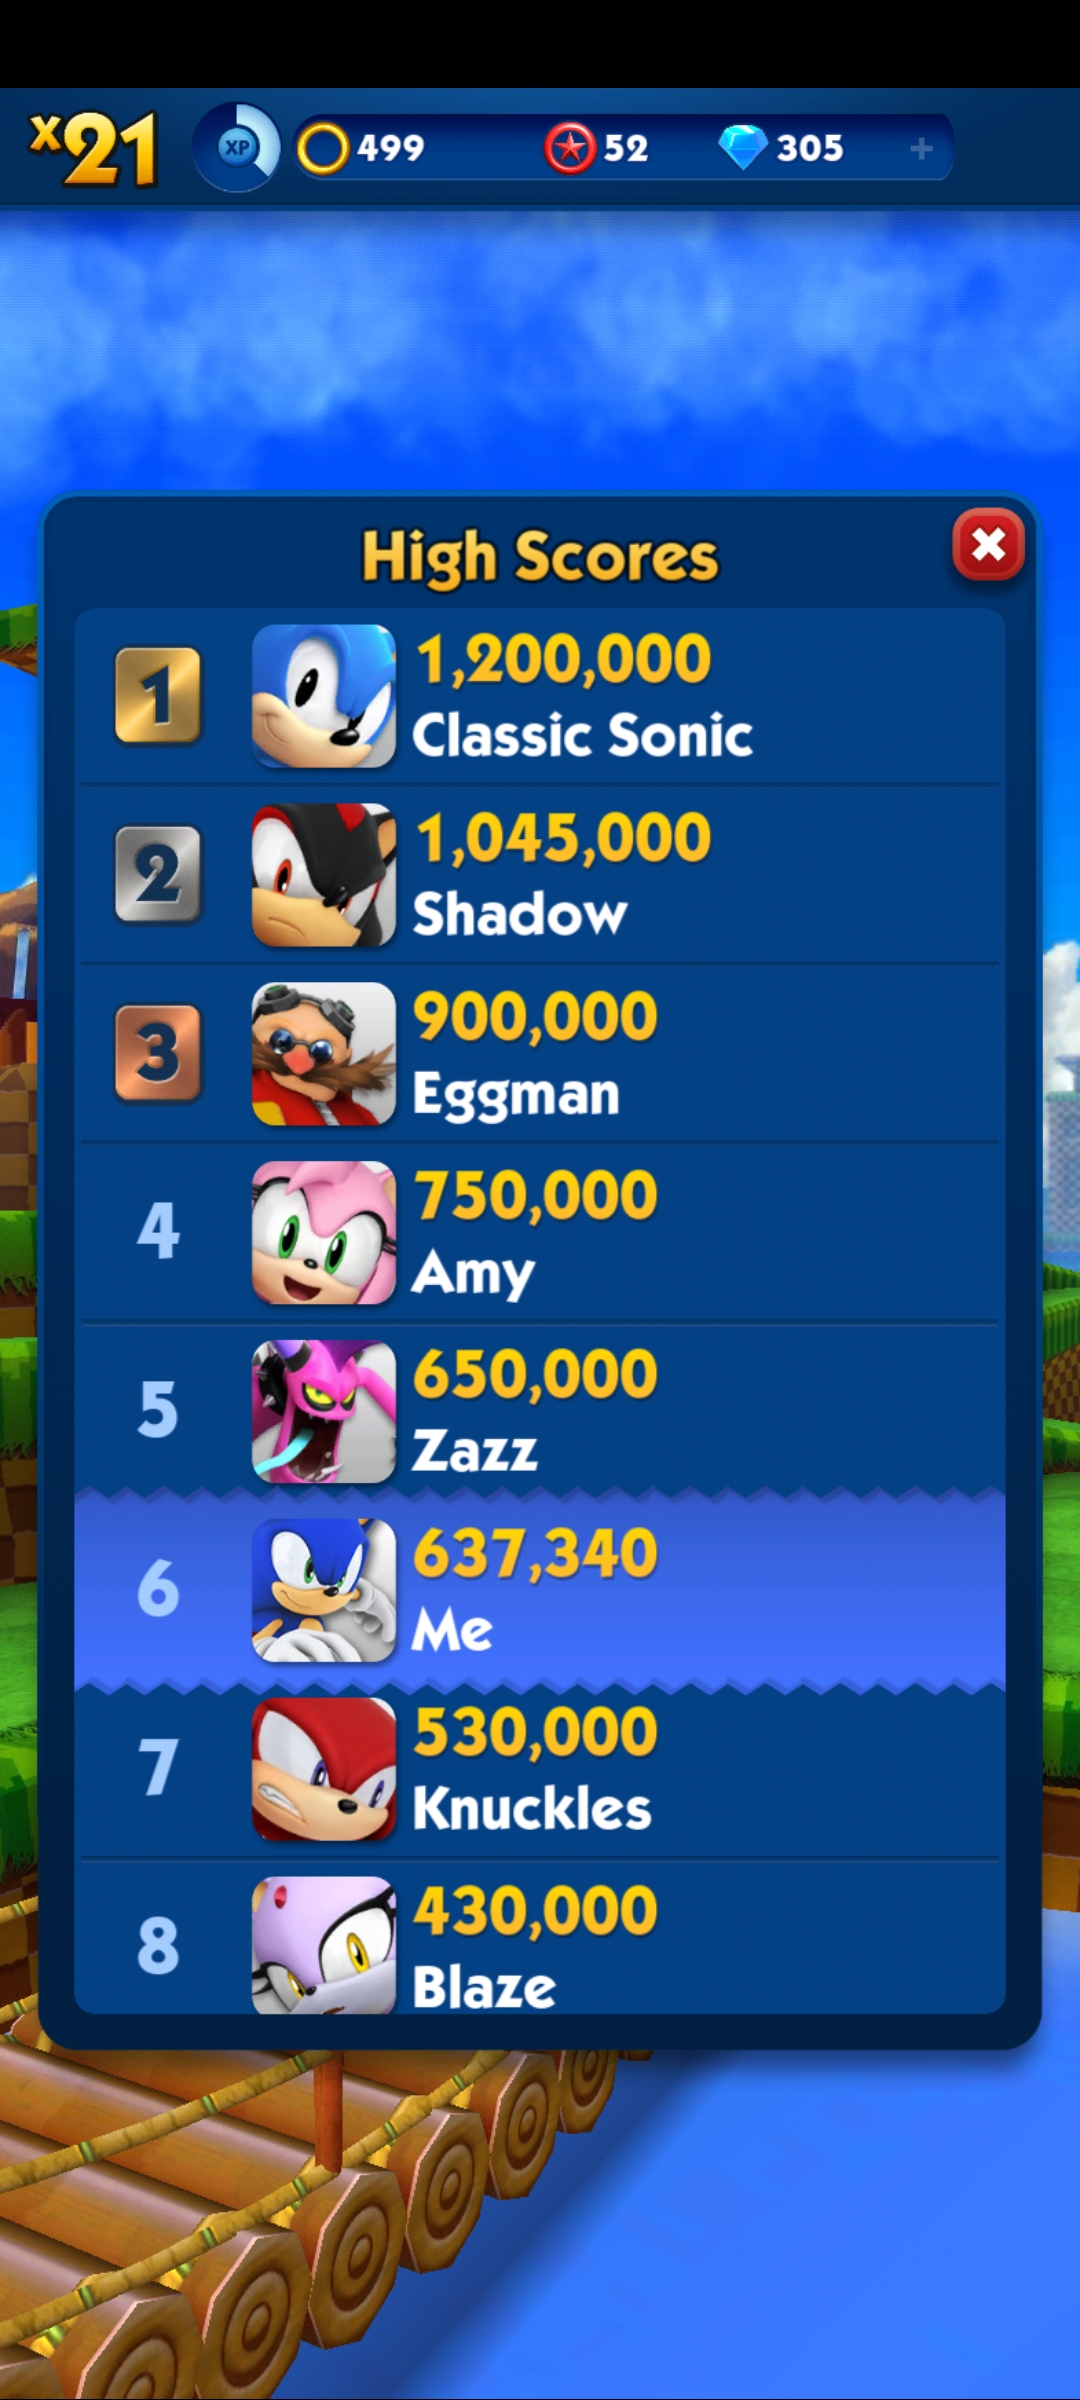 x21 XP 499 52 305 +
High Scores
1 1,200,000
Classic Sonic
2 1,045,000
Shadow
3 900,000
Eggman
4 750,000
Amy
5 650,000
Zazz
6 637,340
Me
7 530,000
Knuckles
8 430,000
Blaze